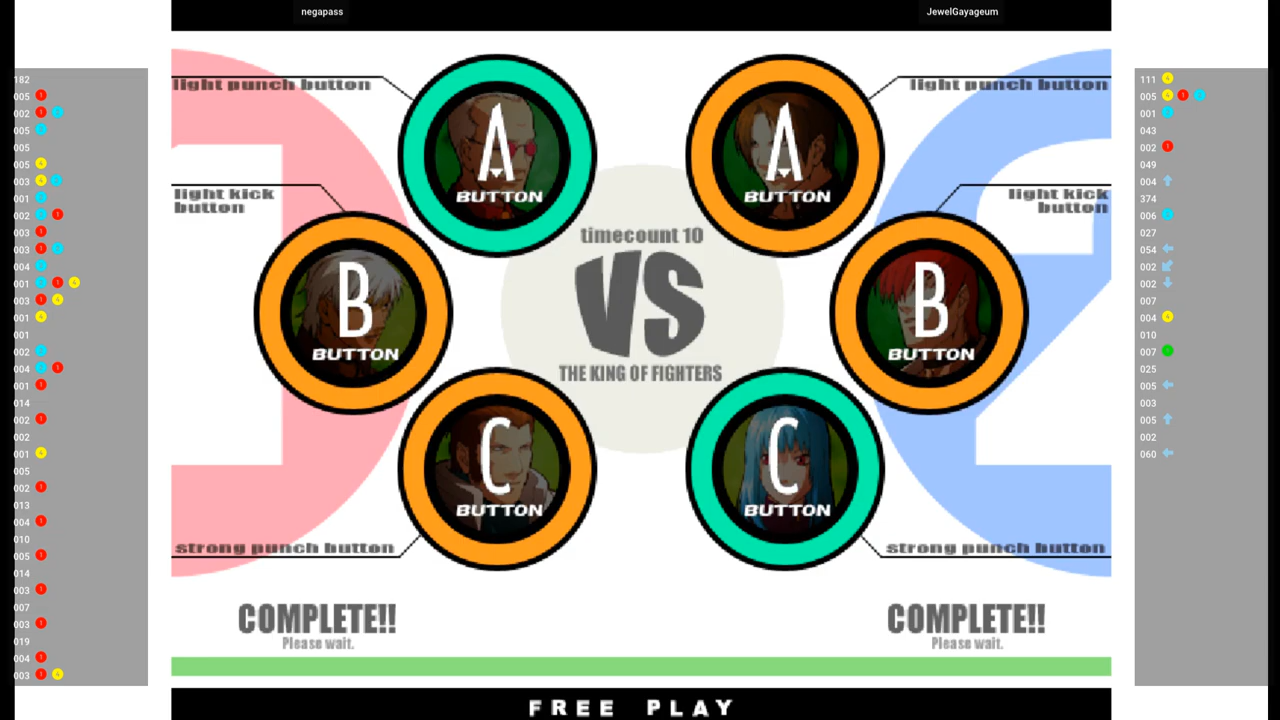 negapass
JewelGayageum
light punch button
light punch button
A
BUTTON
A
BUTTON
light kick
button
light kick
button
timecount 10
VS
THE KING OF FIGHTERS
B
BUTTON
B
BUTTON
C
BUTTON
C
BUTTON
strong punch button
strong punch button
COMPLETE!!
Please wait.
COMPLETE!!
Please wait.
FREE PLAY
182
005
002
005
005
005
003
001
002
003
003
004
001
003
001
001
002
004
001
014
002
002
001
005
002
013
004
010
005
014
003
007
003
019
004
003
111
005
001
043
002
049
004
374
006
027
054
002
002
007
004
010
007
025
005
003
005
002
060